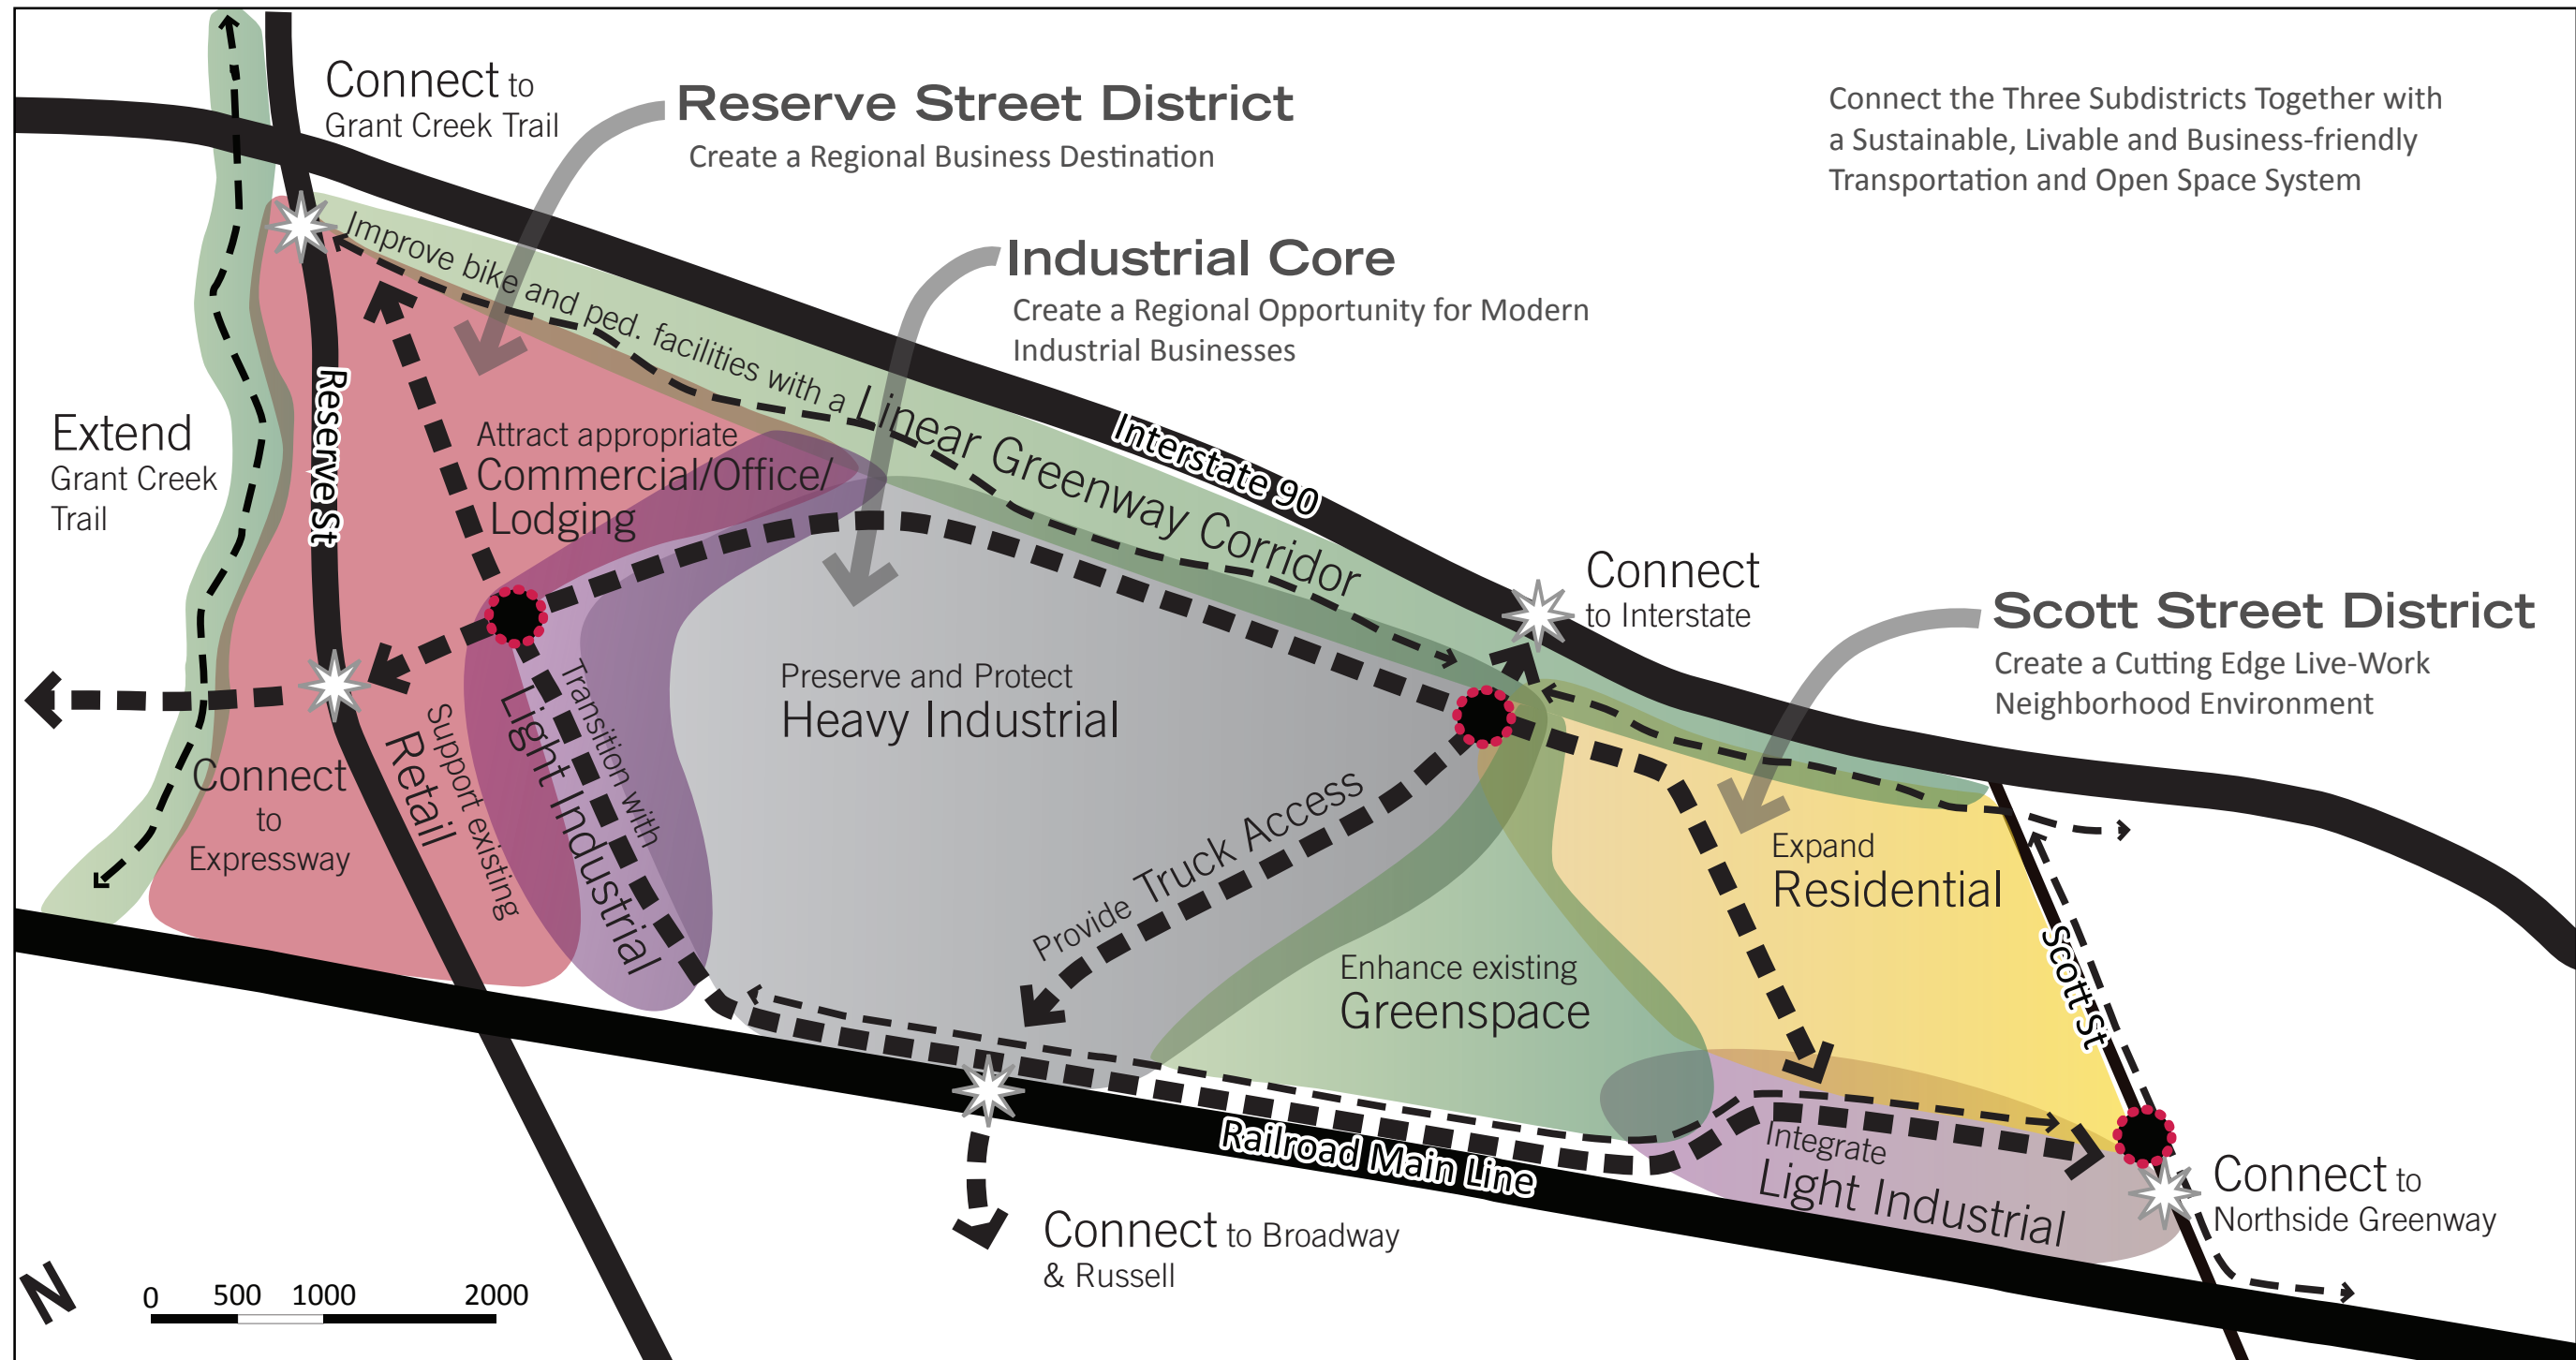 Connect to
Grant Creek Trail
Reserve Street District
Create a Regional Business Destination
Connect the Three Subdistricts Together with
a Sustainable, Livable and Business-friendly
Transportation and Open Space System
Industrial Core
Create a Regional Opportunity for Modern
Industrial Businesses
Improve bike and ped. facilities with a Linear Greenway Corridor
Interstate 90
Reserve St
Extend
Grant Creek
Trail
Attract appropriate
Commercial/Office/
Lodging
Connect
to Interstate
Scott Street District
Create a Cutting Edge Live-Work
Neighborhood Environment
Preserve and Protect
Heavy Industrial
Transition with
Light Industrial
Support existing
Retail
Connect
to
Expressway
Provide Truck Access
Expand
Residential
Scott St
Enhance existing
Greenspace
Integrate
Light Industrial
Railroad Main Line
Connect to
Northside Greenway
Connect to Broadway
& Russell
N
0 500 1000 2000